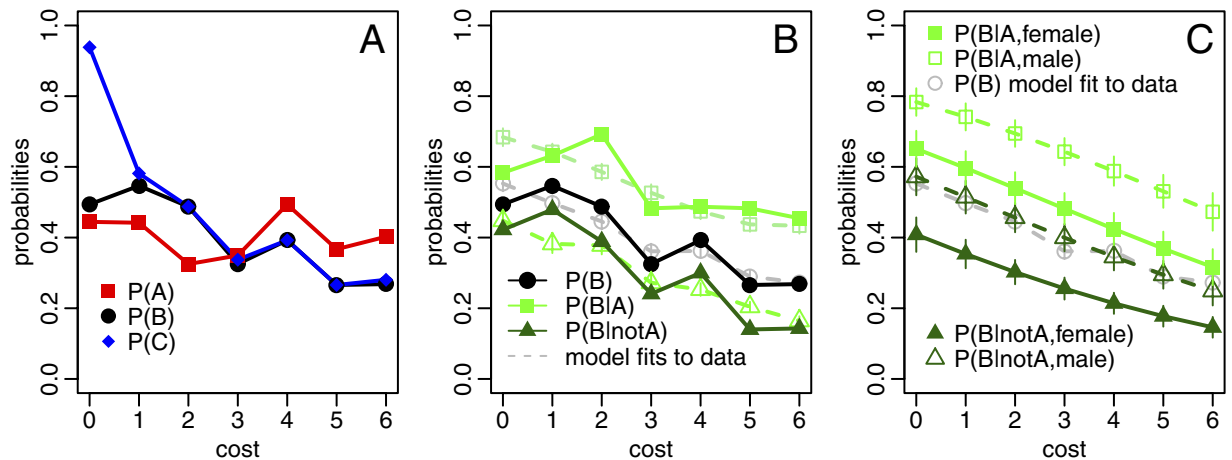 A
probabilities
1.0
0.8
0.6
0.4
0.2
0.0
P(A)
P(B)
P(C)
0 1 2 3 4 5 6
cost
B
probabilities
1.0
0.8
0.6
0.4
0.2
0.0
P(B)
P(B|A)
P(B|notA)
model fits to data
0 1 2 3 4 5 6
cost
C
probabilities
1.0
0.8
0.6
0.4
0.2
0.0
P(B|A,female)
P(B|A,male)
P(B) model fit to data
P(B|notA,female)
P(B|notA,male)
0 1 2 3 4 5 6
cost